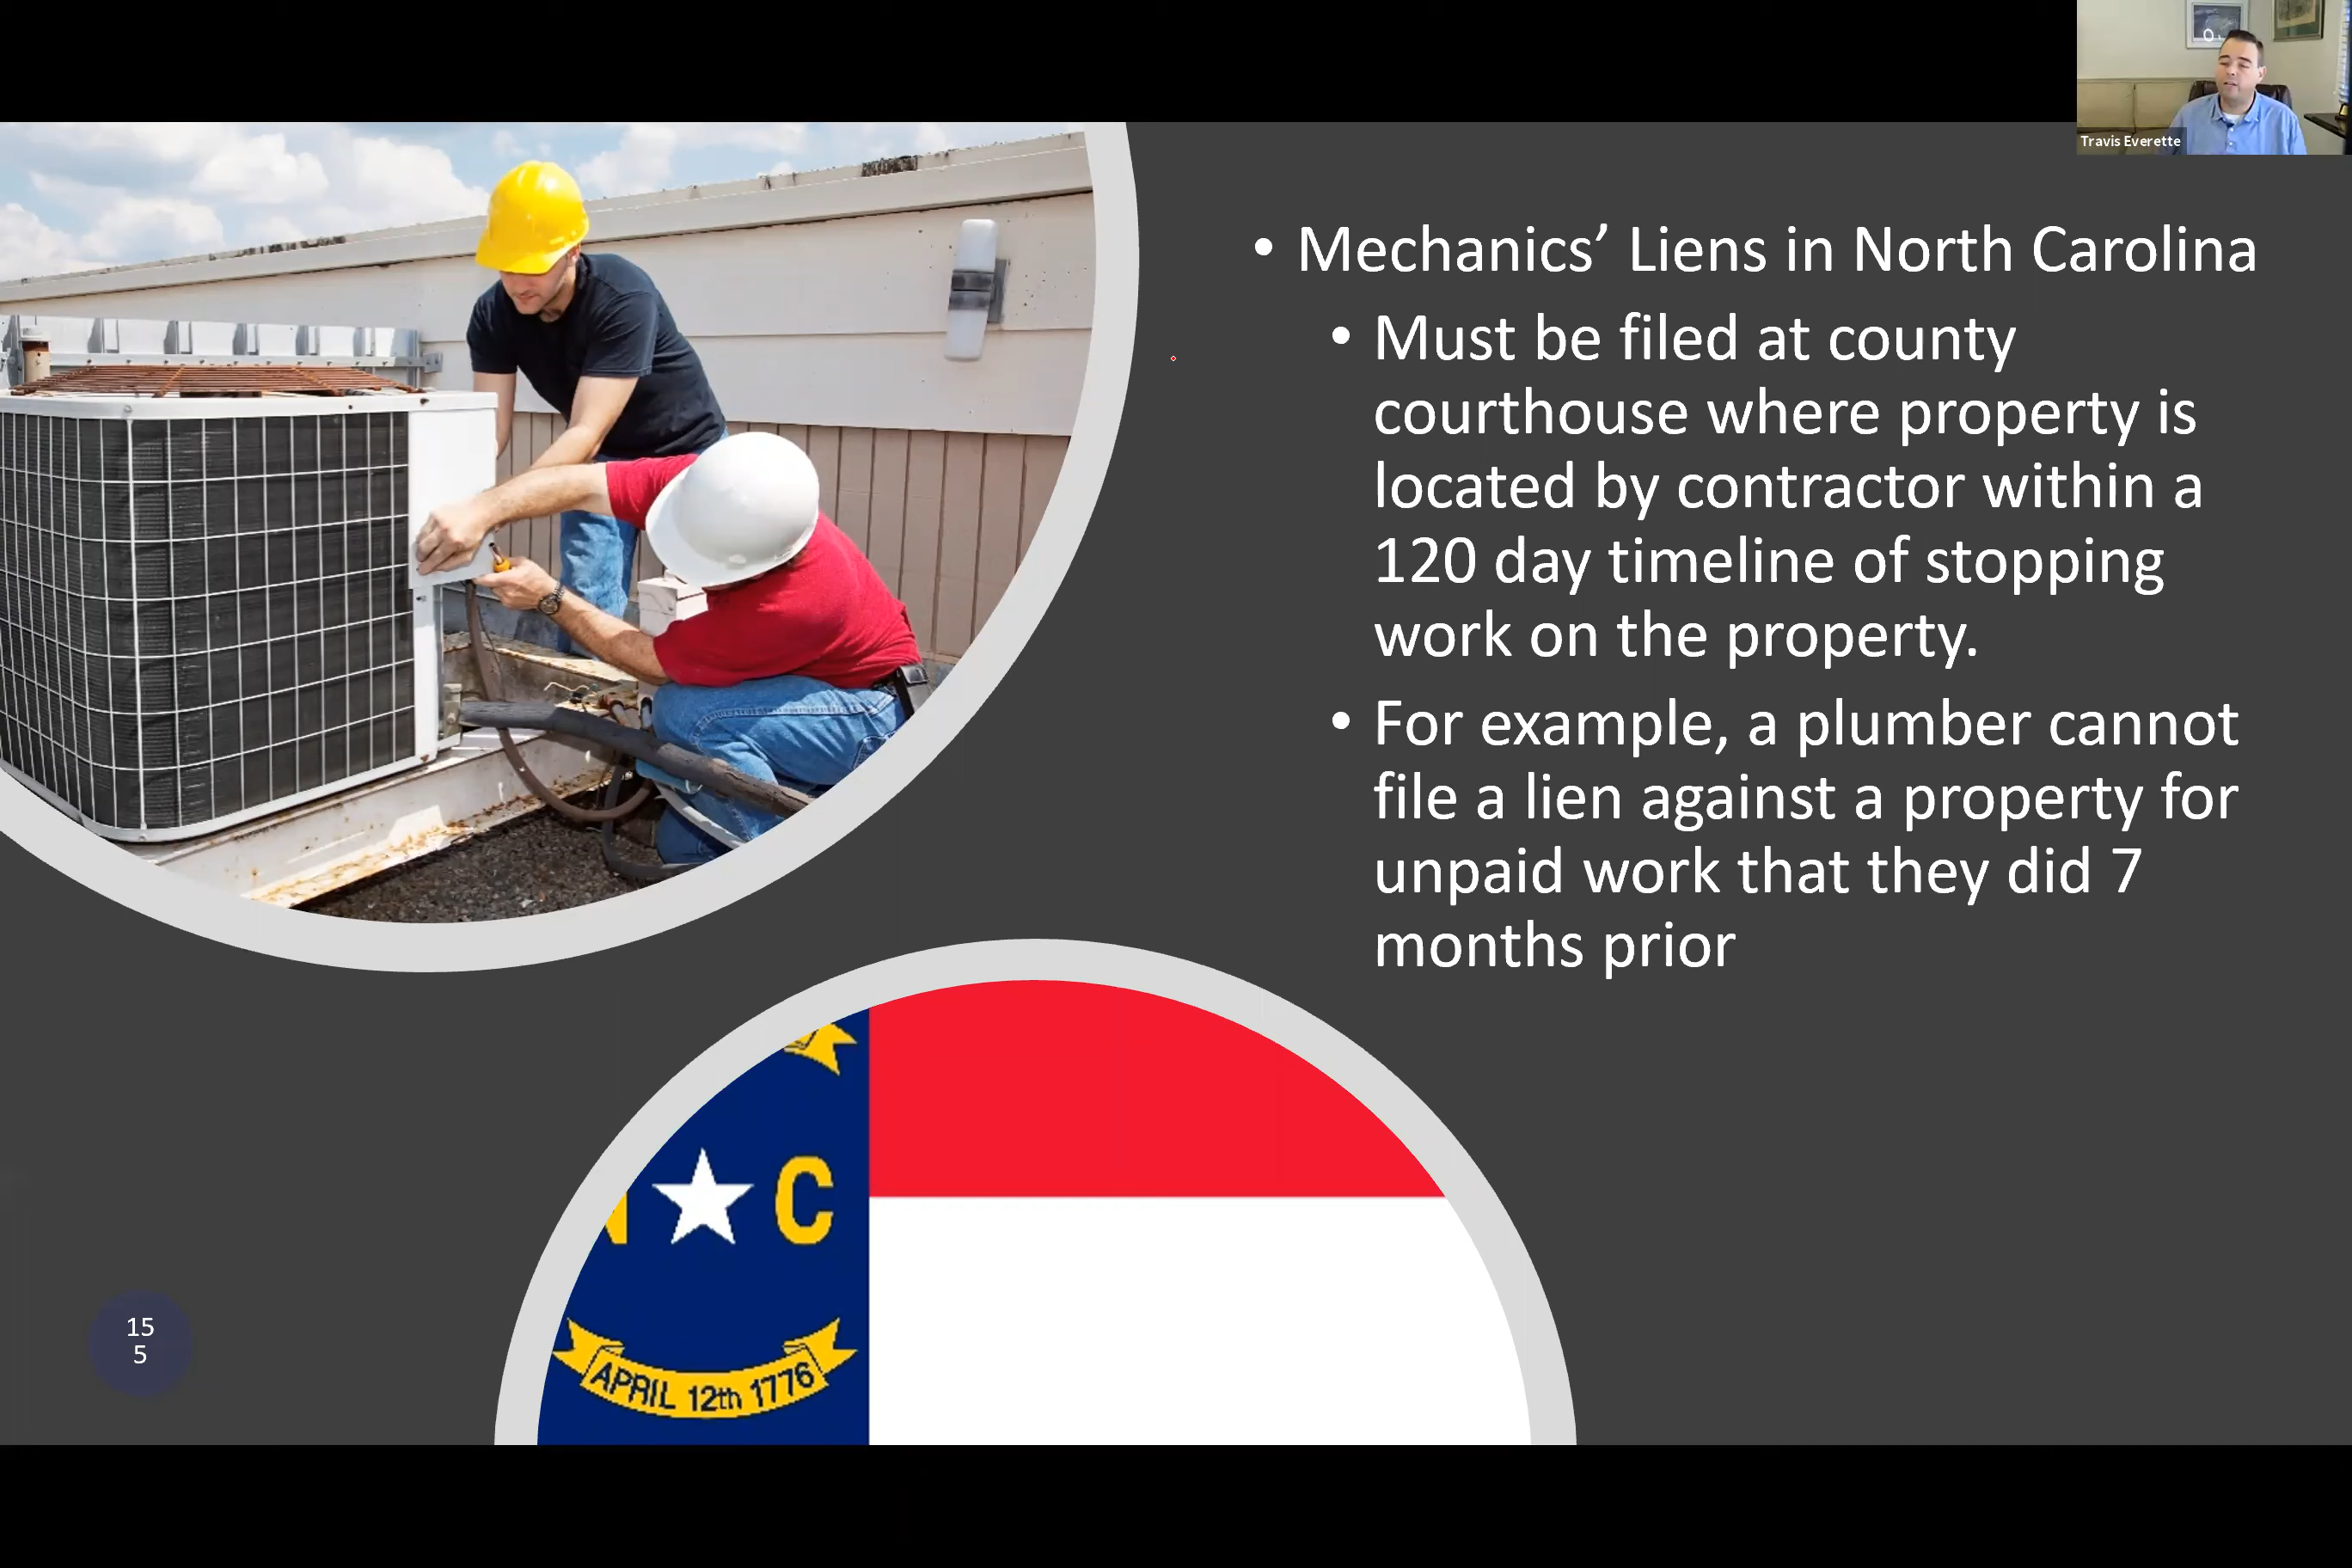 Travis Everette
• Mechanics’ Liens in North Carolina
• Must be filed at county
courthouse where property is
located by contractor within a
120 day timeline of stopping
work on the property.
• For example, a plumber cannot
file a lien against a property for
unpaid work that they did 7
months prior
N ★ C
APRIL 12th 1776
15
5